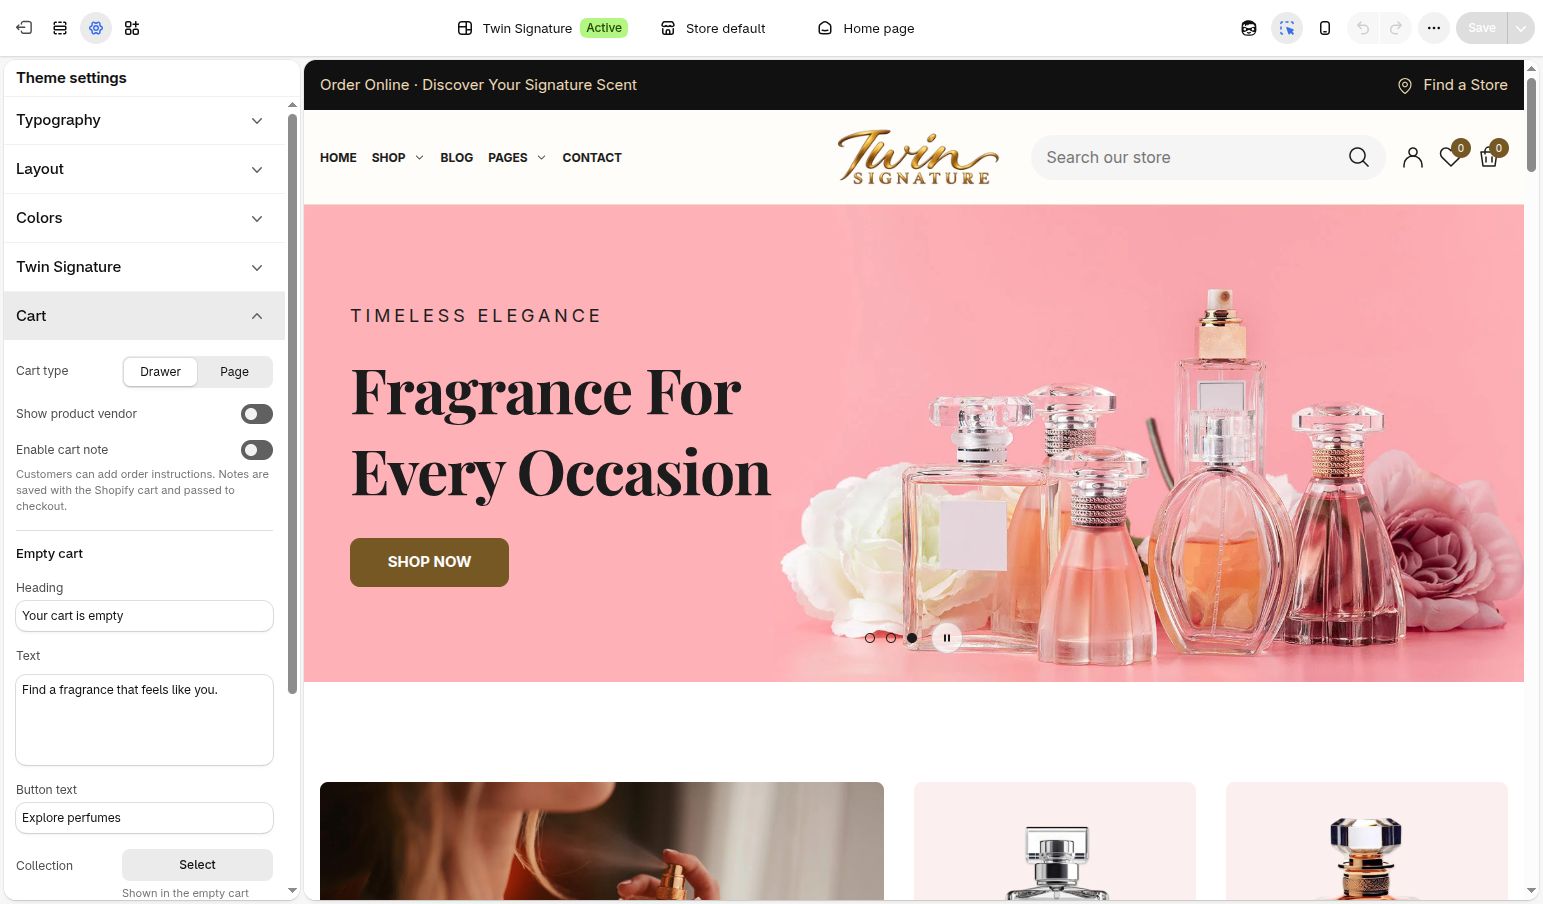 Twin Signature Active
Store default
Home page
Save
Theme settings
Typography
Layout
Colors
Twin Signature
Cart
Cart type
Drawer
Page
Show product vendor
Enable cart note
Customers can add order instructions. Notes are
saved with the Shopify cart and passed to
checkout.
Empty cart
Heading
Your cart is empty
Text
Find a fragrance that feels like you.
Button text
Explore perfumes
Collection
Select
Shown in the empty cart
Order Online · Discover Your Signature Scent
Find a Store
HOME
SHOP
BLOG
PAGES
CONTACT
Twin
SIGNATURE
Search our store
0
0
TIMELESS ELEGANCE
Fragrance For
Every Occasion
SHOP NOW